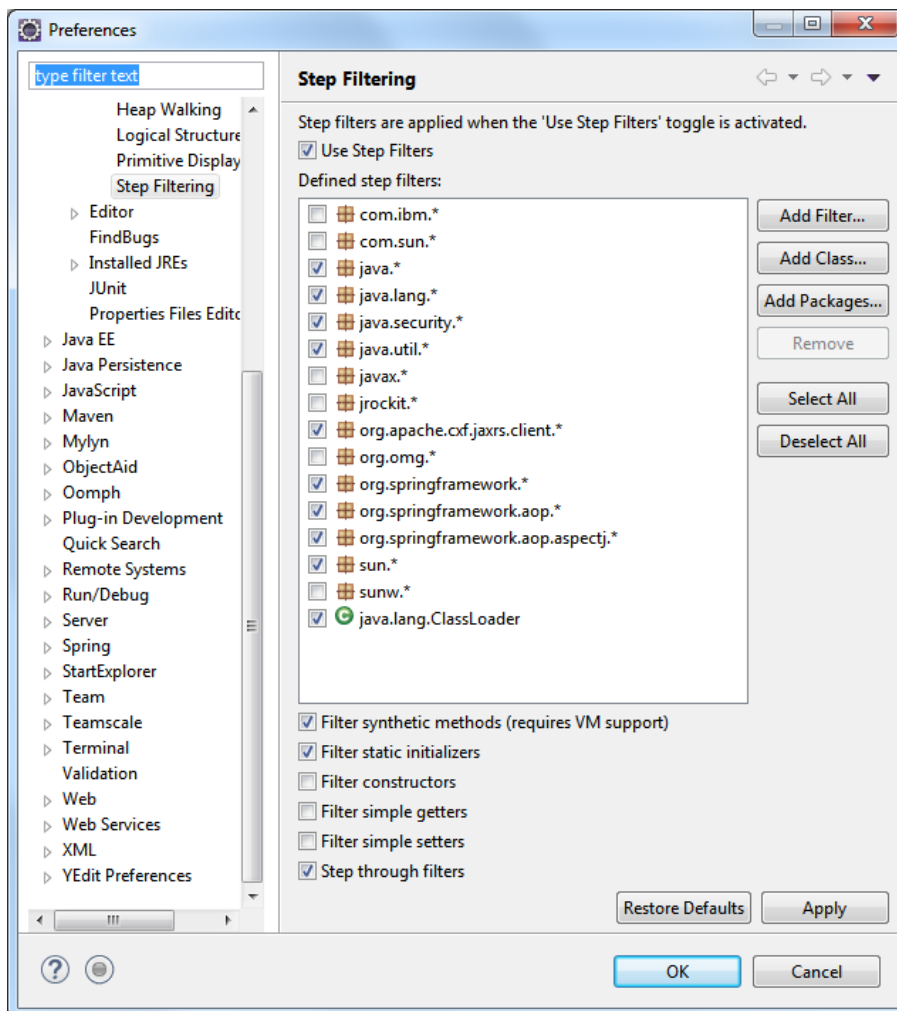 Preferences
type filter text
Heap Walking
Logical Structure
Primitive Display
Step Filtering
Editor
FindBugs
Installed JREs
JUnit
Properties Files Edito
Java EE
Java Persistence
JavaScript
Maven
Mylyn
ObjectAid
Oomph
Plug-in Development
Quick Search
Remote Systems
Run/Debug
Server
Spring
StartExplorer
Team
Teamscale
Terminal
Validation
Web
Web Services
XML
YEdit Preferences
Step Filtering
Step filters are applied when the 'Use Step Filters' toggle is activated.
Use Step Filters
Defined step filters:
com.ibm.*
com.sun.*
java.*
java.lang.*
java.security.*
java.util.*
javax.*
jrockit.*
org.apache.cxf.jaxrs.client.*
org.omg.*
org.springframework.*
org.springframework.aop.*
org.springframework.aop.aspectj.*
sun.*
sunw.*
java.lang.ClassLoader
Add Filter...
Add Class...
Add Packages...
Remove
Select All
Deselect All
Filter synthetic methods (requires VM support)
Filter static initializers
Filter constructors
Filter simple getters
Filter simple setters
Step through filters
Restore Defaults
Apply
OK
Cancel